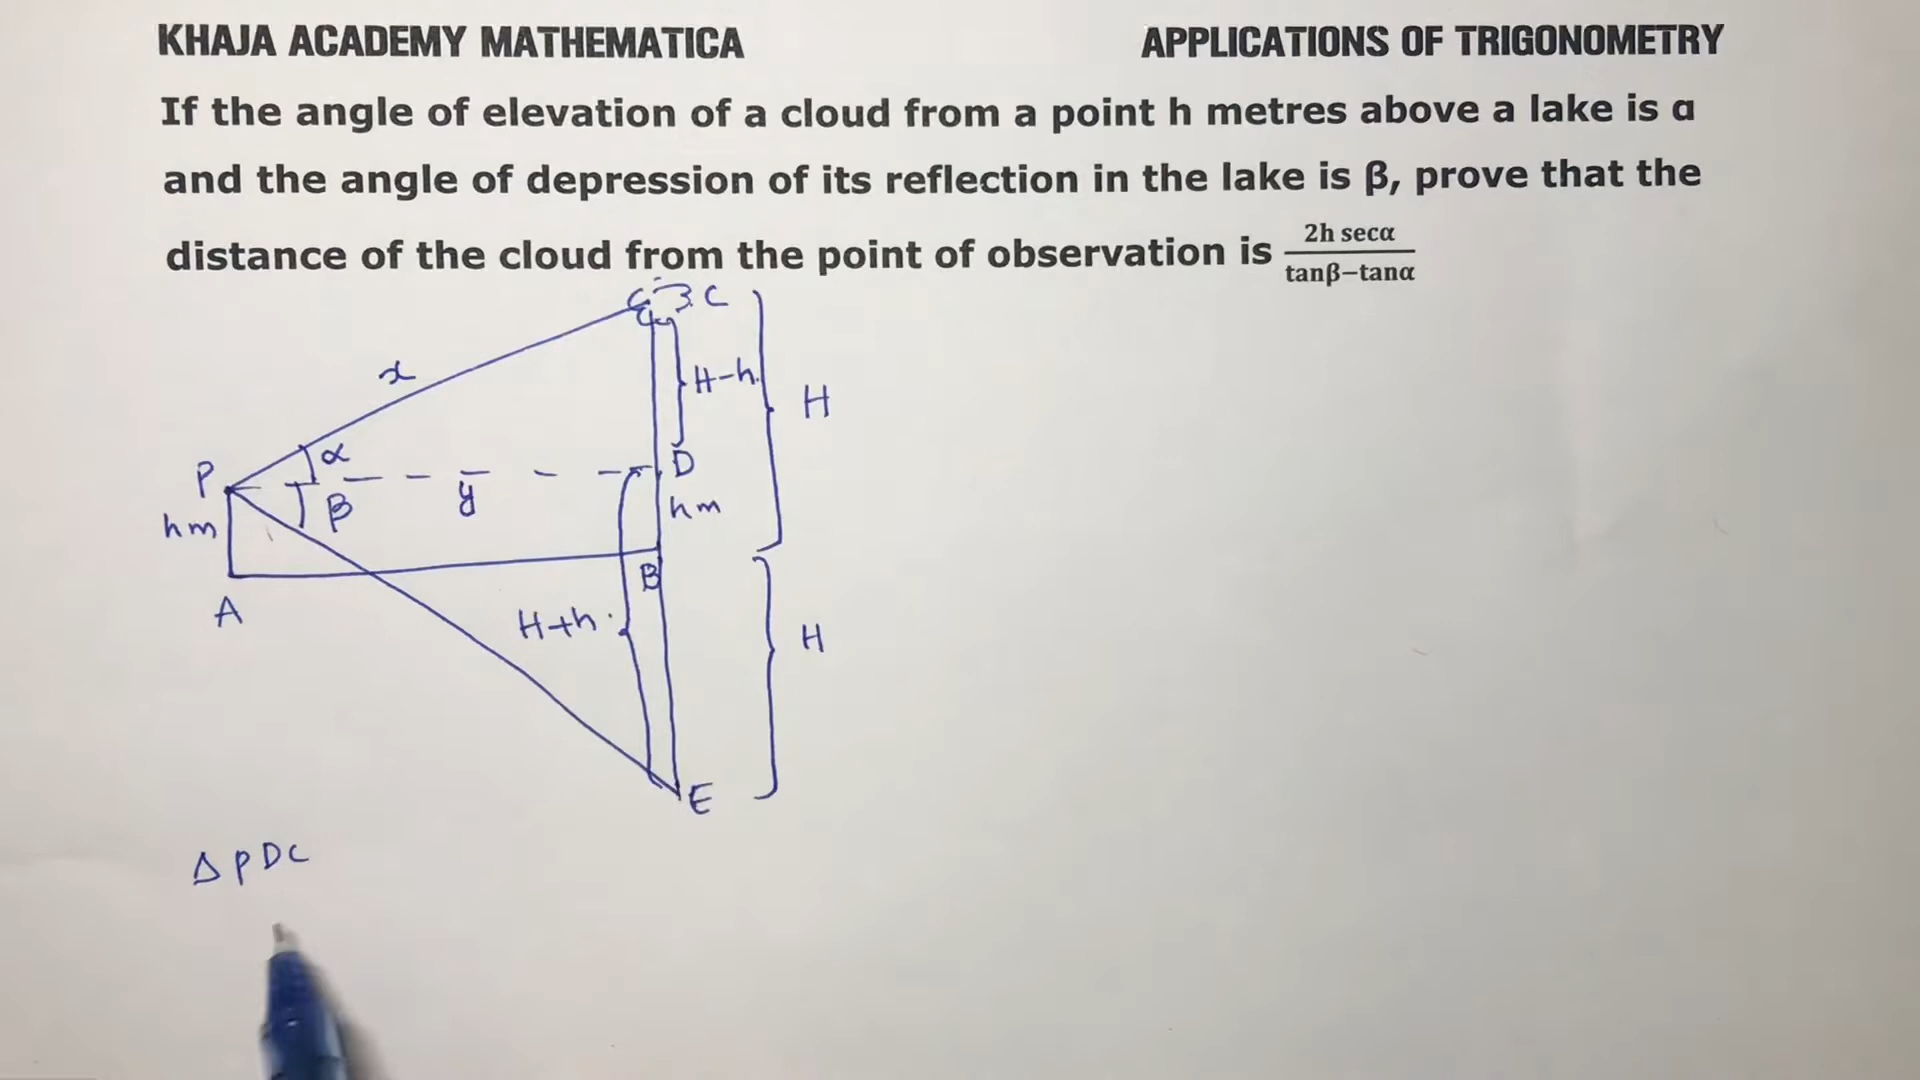 KHAJA ACADEMY MATHEMATICA
APPLICATIONS OF TRIGONOMETRY
If the angle of elevation of a cloud from a point h metres above a lake is α
and the angle of depression of its reflection in the lake is β, prove that the
distance of the cloud from the point of observation is 2h secα / tanβ−tanα
C
x
H-h
H
α
P
D
y
β
hm
hm
B
A
H+h
H
E
Δ PDC